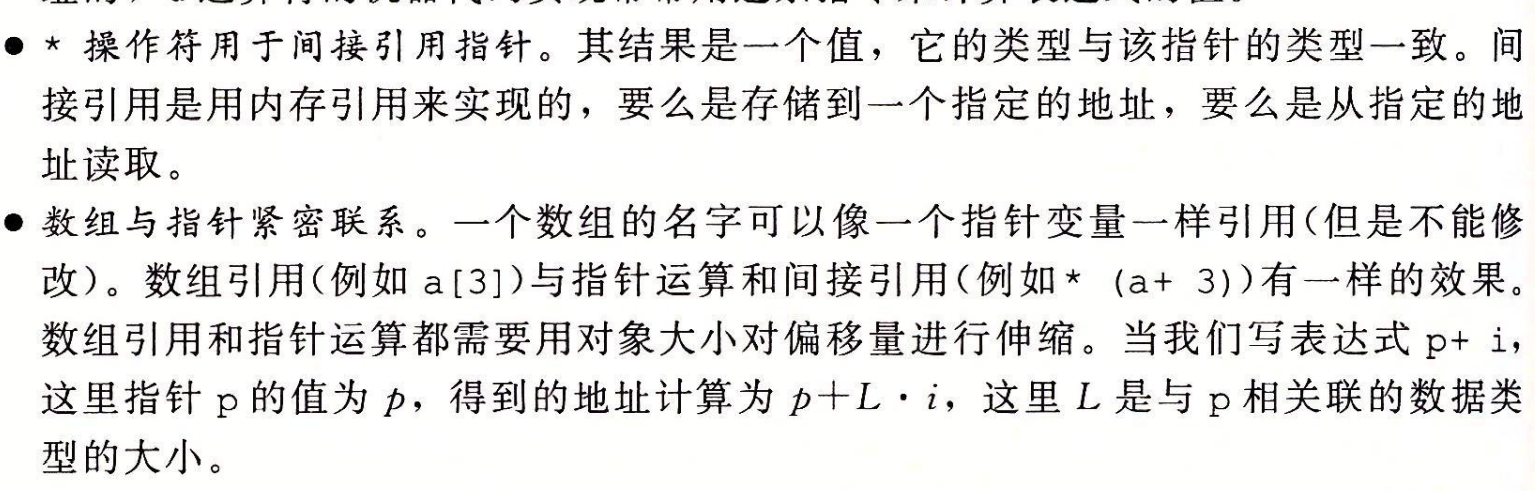 ● * 操作符用于间接引用指针。其结果是一个值，它的类型与该指针的类型一致。间
接引用是用内存引用来实现的，要么是存储到一个指定的地址，要么是从指定的地
址读取。
● 数组与指针紧密联系。一个数组的名字可以像一个指针变量一样引用(但是不能修
改)。数组引用(例如 a[3])与指针运算和间接引用(例如* (a+ 3))有一样的效果。
数组引用和指针运算都需要用对象大小对偏移量进行伸缩。当我们写表达式 p+ i，
这里指针 p 的值为 p，得到的地址计算为 p+L·i，这里 L 是与 p 相关联的数据类
型的大小。